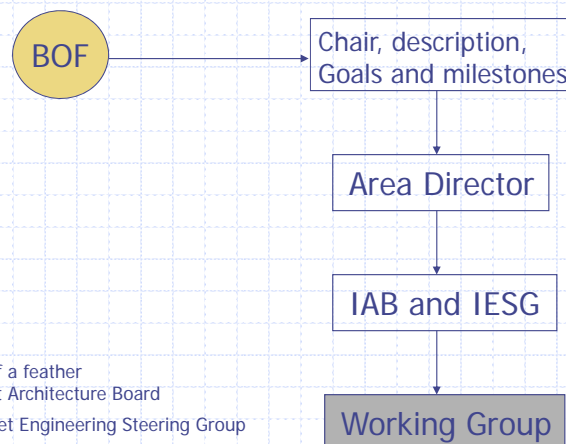 BOF
Chair, description,
Goals and milestones
Area Director
IAB and IESG
f a feather
Architecture Board
et Engineering Steering Group
Working Group